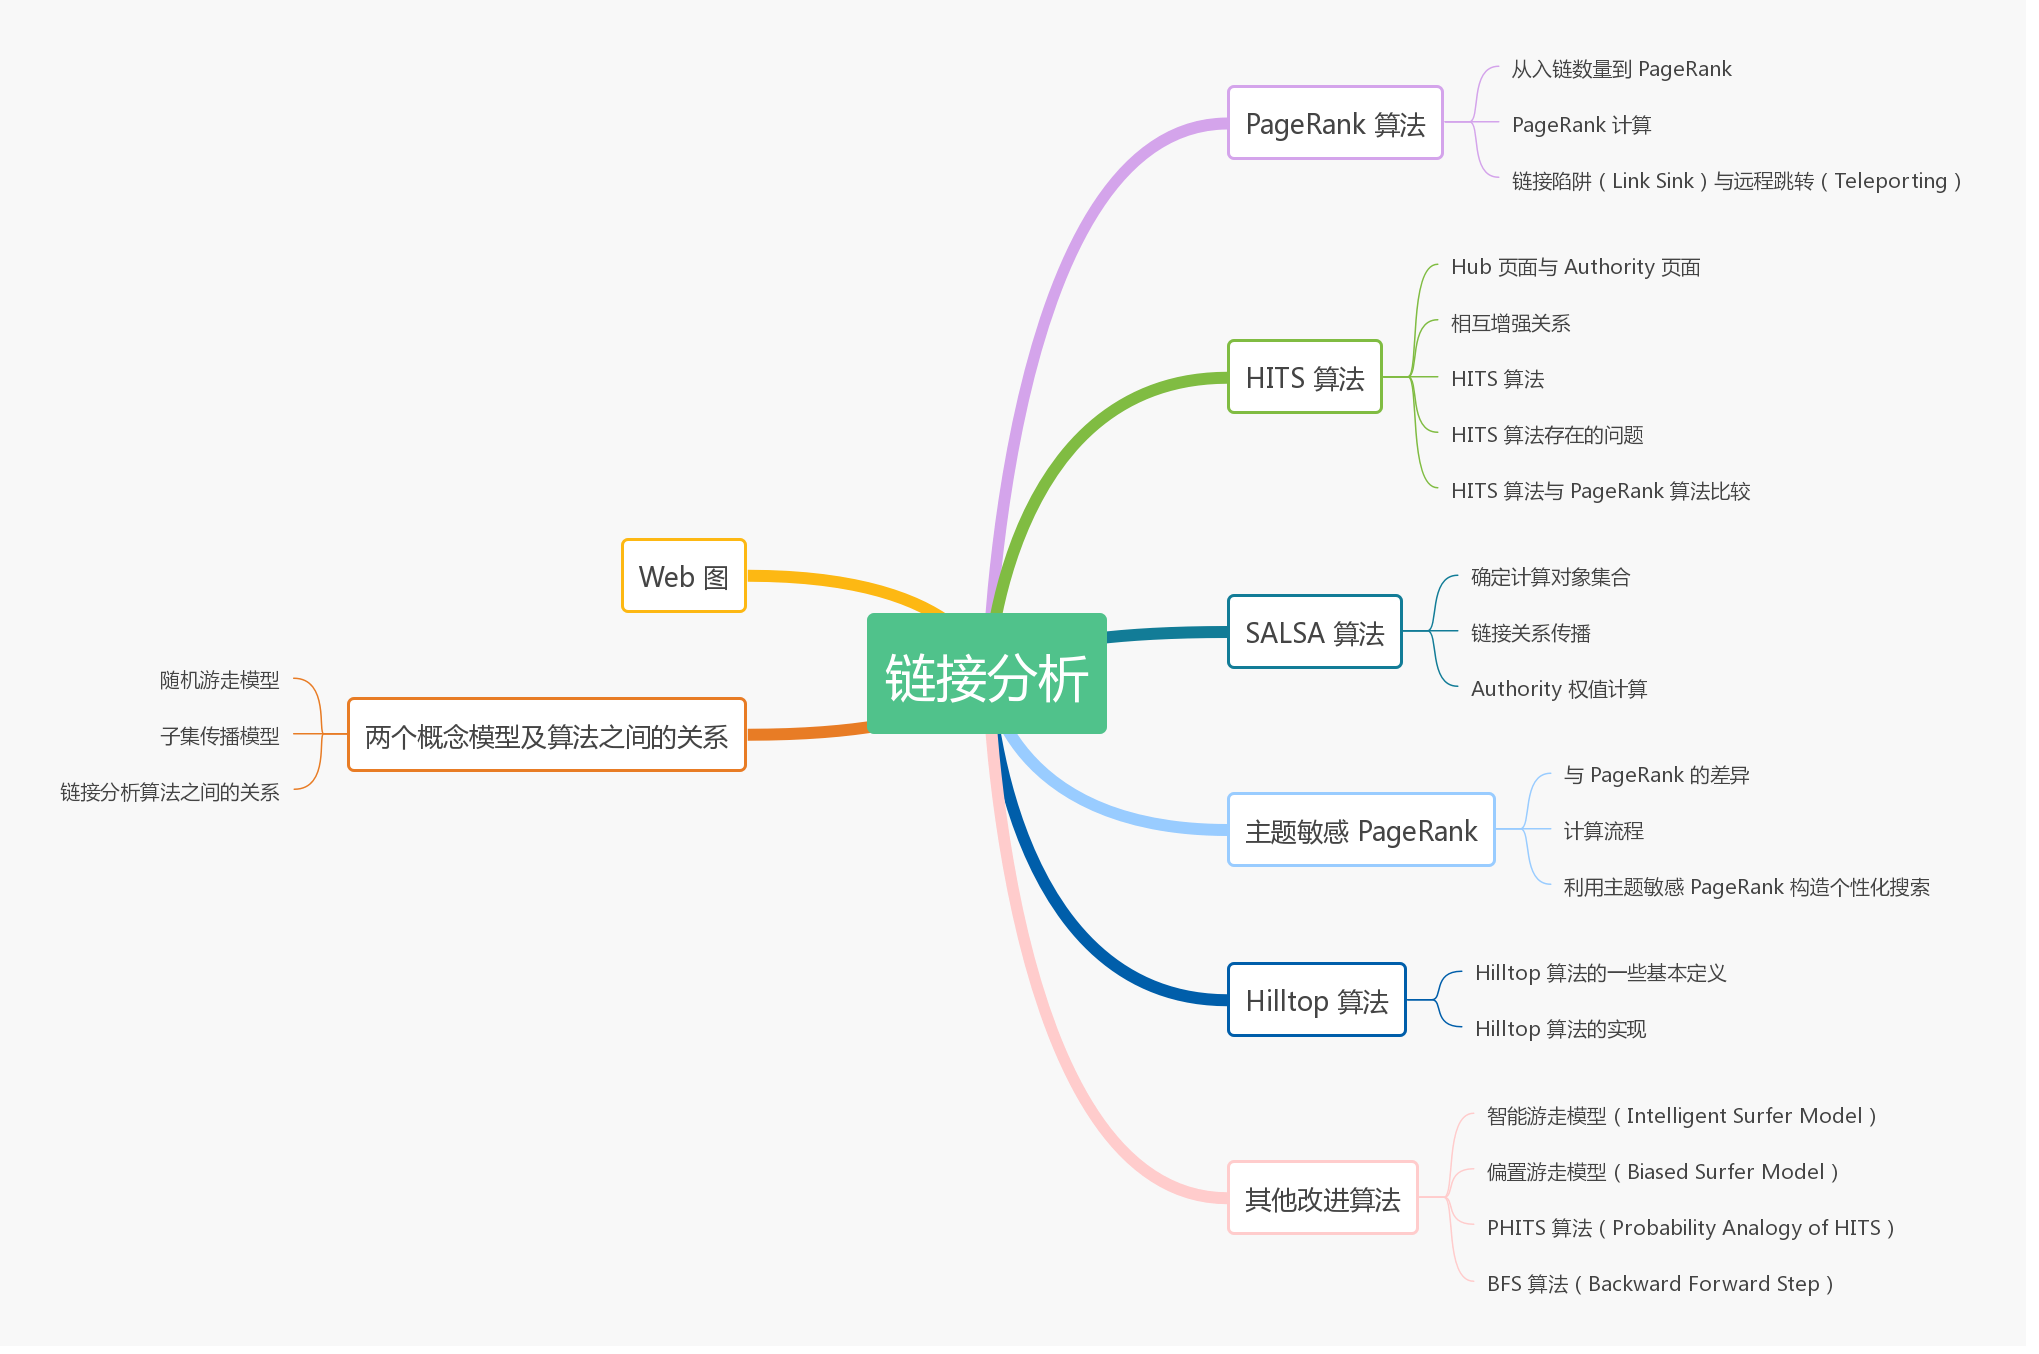 链接分析
PageRank 算法
从入链数量到 PageRank
PageRank 计算
链接陷阱 ( Link Sink ) 与远程跳转 ( Teleporting )
HITS 算法
Hub 页面与 Authority 页面
相互增强关系
HITS 算法
HITS 算法存在的问题
HITS 算法与 PageRank 算法比较
SALSA 算法
确定计算对象集合
链接关系传播
Authority 权值计算
主题敏感 PageRank
与 PageRank 的差异
计算流程
利用主题敏感 PageRank 构造个性化搜索
Hilltop 算法
Hilltop 算法的一些基本定义
Hilltop 算法的实现
其他改进算法
智能游走模型 ( Intelligent Surfer Model )
偏置游走模型 ( Biased Surfer Model )
PHITS 算法 ( Probability Analogy of HITS )
BFS 算法 ( Backward Forward Step )
Web 图
两个概念模型及算法之间的关系
随机游走模型
子集传播模型
链接分析算法之间的关系